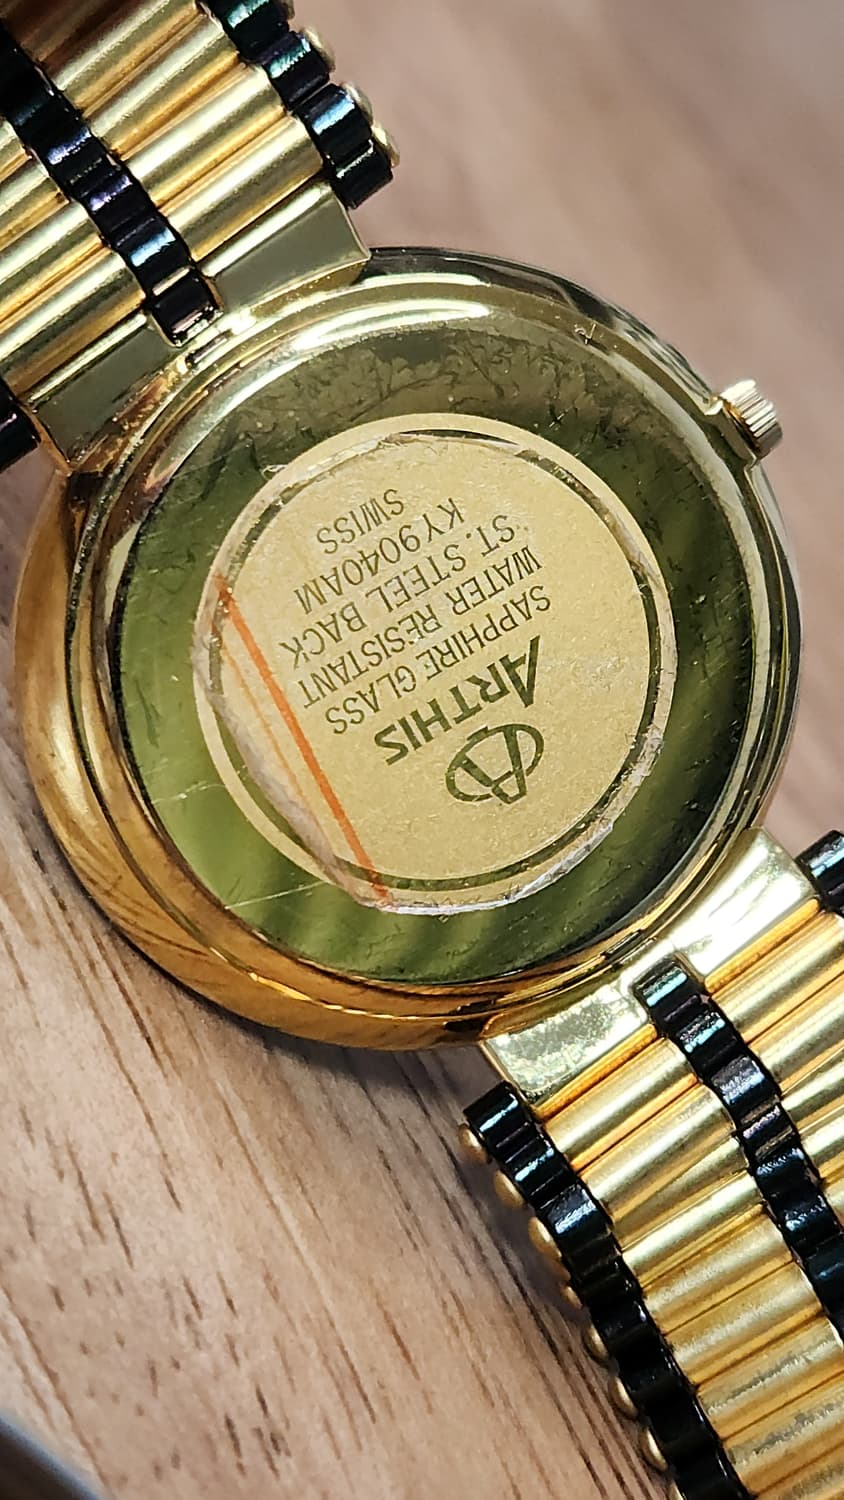 ARTHIS
SAPPHIRE GLASS
WATER RESISTANT
ST. STEEL BACK
KY9040AM
SWISS